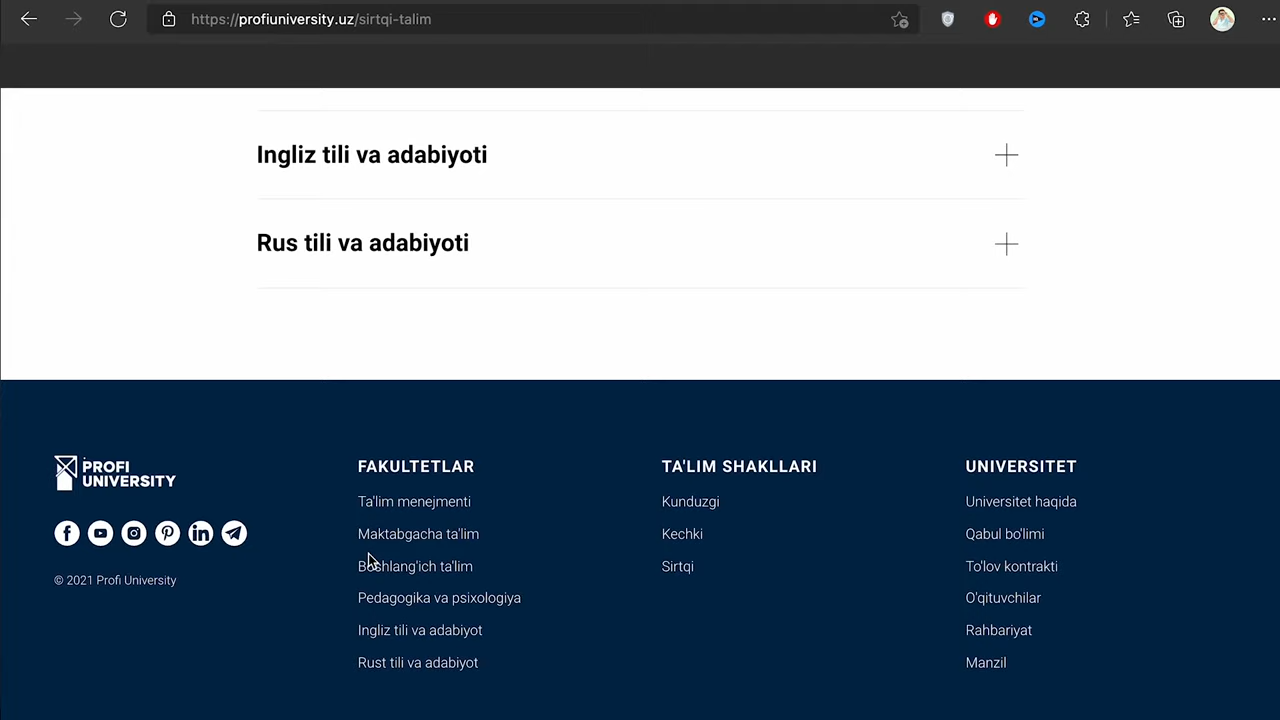 https://profiuniversity.uz/sirtqi-talim
Ingliz tili va adabiyoti
Rus tili va adabiyoti
PROFI
UNIVERSITY
© 2021 Profi University
FAKULTETLAR
Ta'lim menejmenti
Maktabgacha ta'lim
Boshlang'ich ta'lim
Pedagogika va psixologiya
Ingliz tili va adabiyot
Rust tili va adabiyot
TA'LIM SHAKLLARI
Kunduzgi
Kechki
Sirtqi
UNIVERSITET
Universitet haqida
Qabul bo'limi
To'lov kontrakti
O'qituvchilar
Rahbariyat
Manzil